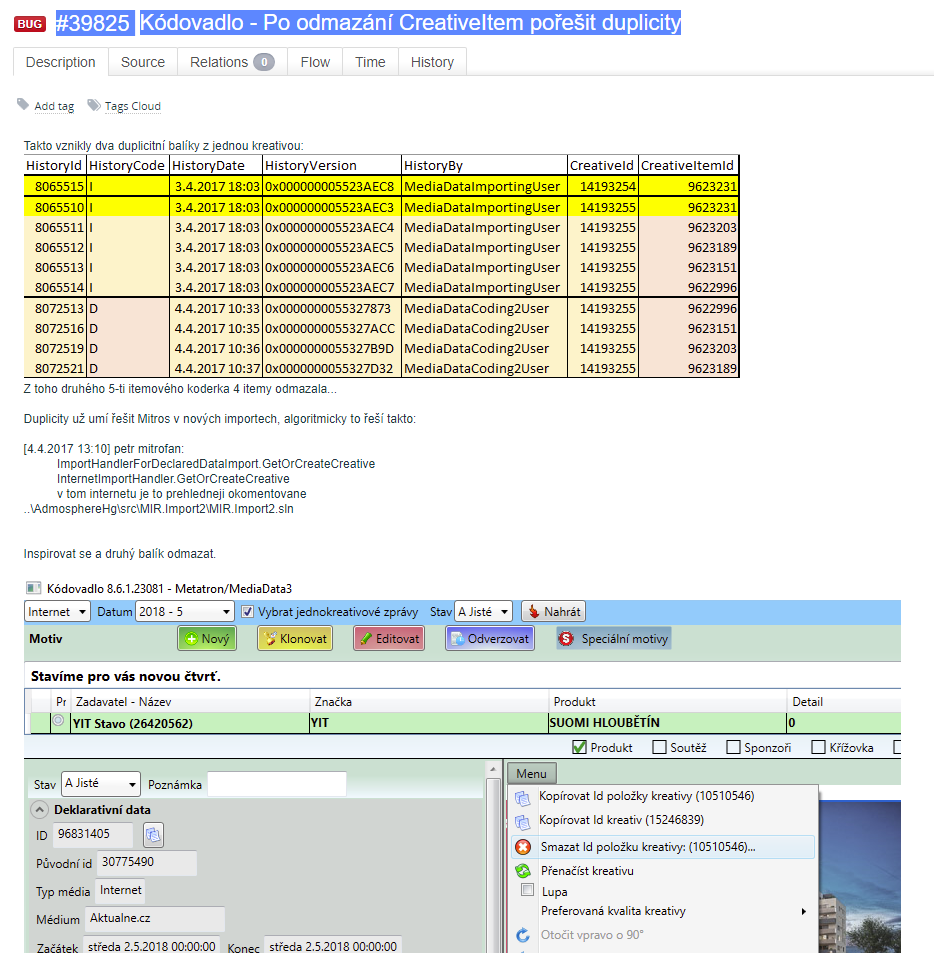 BUG #39825 Kódovadlo - Po odmazání CreativeItem pořešit duplicity
Description Source Relations 0 Flow Time History
Add tag Tags Cloud
Takto vznikly dva duplicitní balíky z jednou kreativou:
HistoryId HistoryCode HistoryDate HistoryVersion HistoryBy CreativeId CreativeItemId
8065515 I 3.4.2017 18:03 0x000000005523AEC8 MediaDataImportingUser 14193254 9623231
8065510 I 3.4.2017 18:03 0x000000005523AEC3 MediaDataImportingUser 14193255 9623231
8065511 I 3.4.2017 18:03 0x000000005523AEC4 MediaDataImportingUser 14193255 9623203
8065512 I 3.4.2017 18:03 0x000000005523AEC5 MediaDataImportingUser 14193255 9623189
8065513 I 3.4.2017 18:03 0x000000005523AEC6 MediaDataImportingUser 14193255 9623151
8065514 I 3.4.2017 18:03 0x000000005523AEC7 MediaDataImportingUser 14193255 9622996
8072513 D 4.4.2017 10:33 0x0000000055327873 MediaDataCoding2User 14193255 9622996
8072516 D 4.4.2017 10:35 0x0000000055327ACC MediaDataCoding2User 14193255 9623151
8072519 D 4.4.2017 10:36 0x0000000055327B9D MediaDataCoding2User 14193255 9623203
8072521 D 4.4.2017 10:37 0x0000000055327D32 MediaDataCoding2User 14193255 9623189
Z toho druhého 5-ti itemového koderka 4 itemy odmazala...
Duplicity už umí řešit Mitros v nových importech, algoritmicky to řeší takto:
[4.4.2017 13:10] petr mitrofan:
ImportHandlerForDeclaredDataImport.GetOrCreateCreative
InternetImportHandler.GetOrCreateCreative
v tom internetu je to prehledneji okomentovane
..\AdmosphereHg\src\MIR.Import2\MIR.Import2.sln
Inspirovat se a druhý balík odmazat.
Kódovadlo 8.6.1.23081 - Metatron/MediaData3
Internet Datum 2018 - 5 Vybrat jednokreativové zprávy Stav A Jisté Nahrát
Motiv Nový Klonovat Editovat Odverzovat Speciální motivy
Stavíme pro vás novou čtvrť.
Pr Zadavatel - Název Značka Produkt Detail
YIT Stavo (26420562) YIT SUOMI HLOUBĚTÍN 0
Produkt Soutěž Sponzoři Křížovka
Stav A Jisté Poznámka
Menu
Deklarativní data
ID 96831405
Původní id 30775490
Typ média Internet
Médium Aktualne.cz
Začátek středa 2.5.2018 00:00:00 Konec středa 2.5.2018 00:00:00
Kopírovat Id položky kreativy (10510546)
Kopírovat Id kreativ (15246839)
Smazat Id položku kreativy: (10510546)...
Přenačíst kreativu
Lupa
Preferovaná kvalita kreativy
Otočit vpravo o 90°